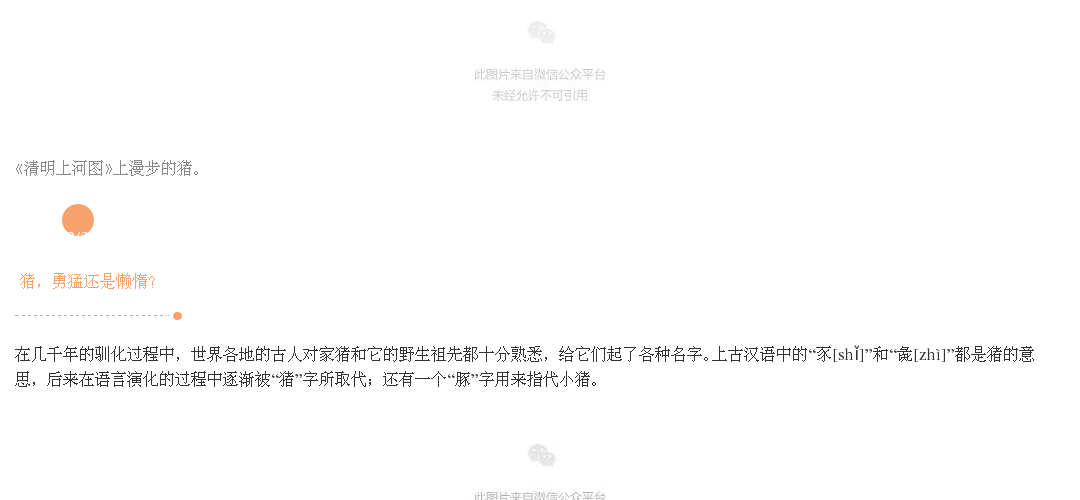 此图片来自微信公众平台
未经允许不可引用
《清明上河图》上漫步的猪。
猪，勇猛还是懒惰？
在几千年的驯化过程中，世界各地的古人对家猪和它的野生祖先都十分熟悉，给它们起了各种名字。上古汉语中的“豕[shǐ]”和“彘[zhì]”都是猪的意
思，后来在语言演化的过程中逐渐被“猪”字所取代；还有一个“豚”字用来指代小猪。
此图片来自微信公众平台